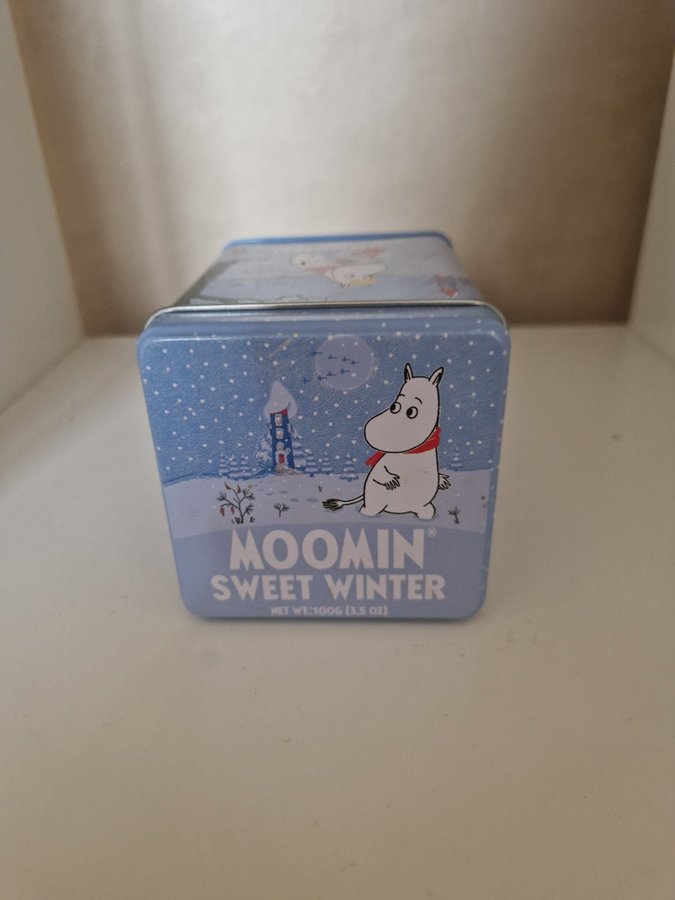 MOOMIN®
SWEET WINTER
NET WT.:100G (3,5 OZ)